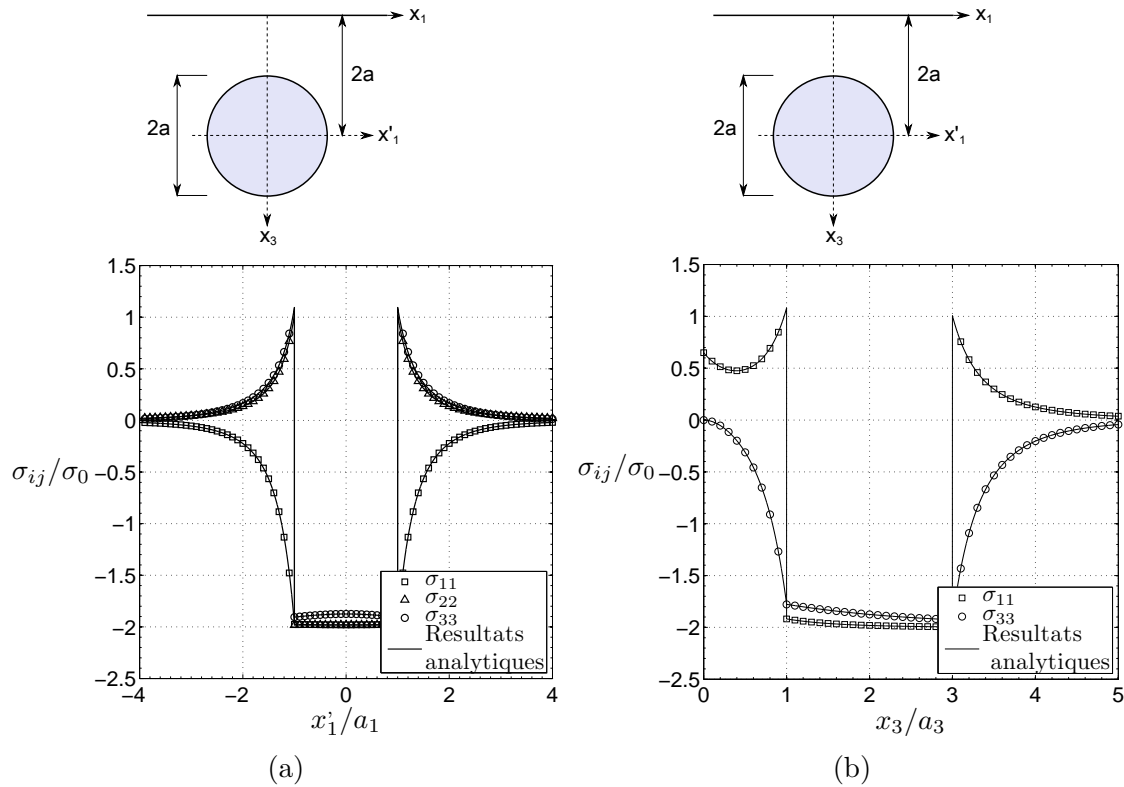 x₁
2a
2a
x'₁
x₃
x₁
2a
2a
x'₁
x₃
1.5
1
0.5
0
−0.5
−1
−1.5
−2
−2.5
σᵢⱼ/σ₀
−4
−2
0
2
4
x'₁/a₁
σ₁₁
σ₂₂
σ₃₃
Resultats
analytiques
(a)
1.5
1
0.5
0
−0.5
−1
−1.5
−2
−2.5
σᵢⱼ/σ₀
0
1
2
3
4
5
x₃/a₃
σ₁₁
σ₃₃
Resultats
analytiques
(b)